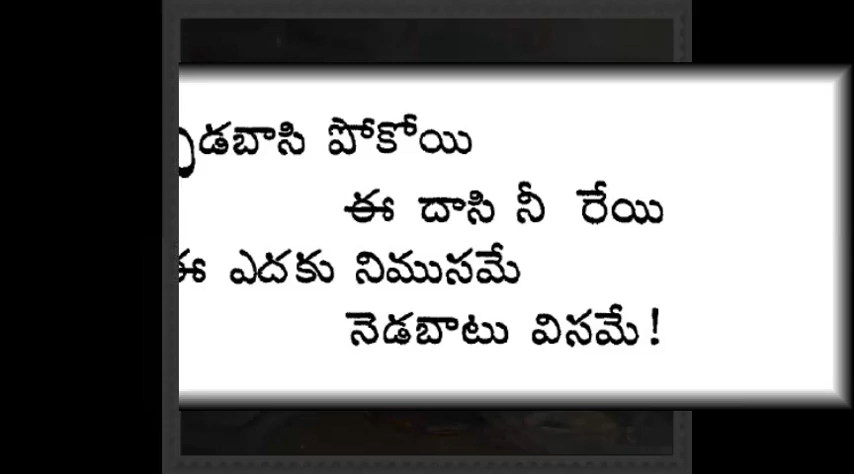 డబాసి పోకోయి
ఈ దాసి నీ రేయి
ఈ ఎదకు నిముసమే
నెడబాటు విసమే!